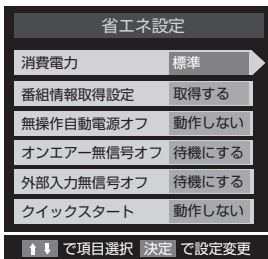 省エネ設定
消費電力 標準
番組情報取得設定 取得する
無操作自動電源オフ 動作しない
オンエアー無信号オフ 待機にする
外部入力無信号オフ 待機にする
クイックスタート 動作しない
⬆⬇ で項目選択 決定 で設定変更